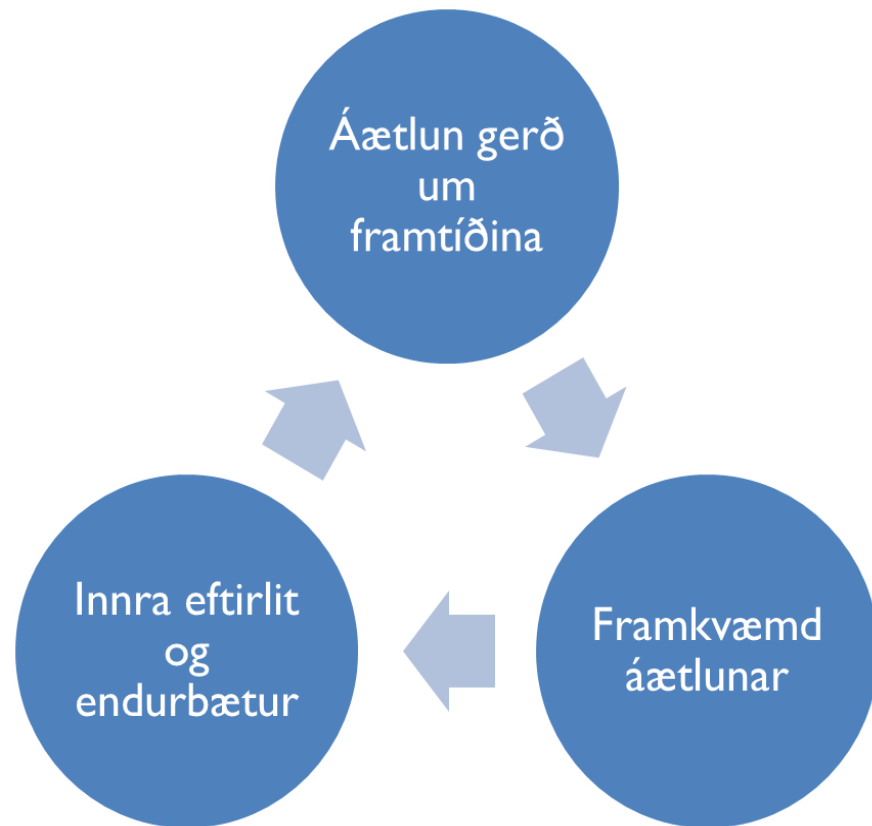 Áætlun gerð
um
framtíðina
Framkvæmd
áætlunar
Innra eftirlit
og
endurbætur